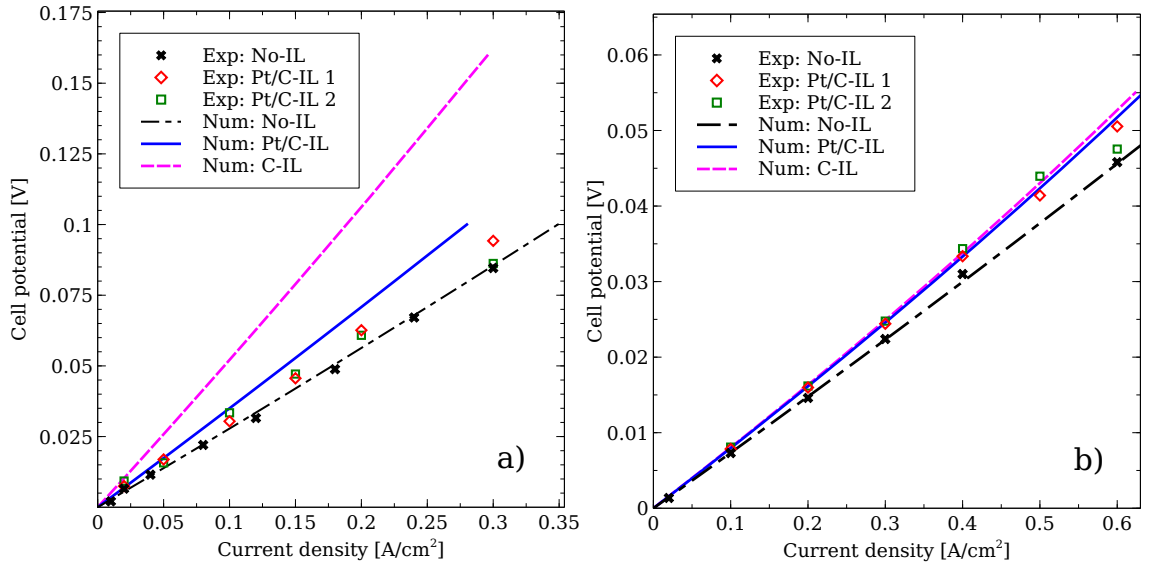 0.175
0.15
0.125
0.1
0.075
0.05
0.025
Cell potential [V]
Exp: No-IL
Exp: Pt/C-IL 1
Exp: Pt/C-IL 2
Num: No-IL
Num: Pt/C-IL
Num: C-IL
a)
0 0.05 0.1 0.15 0.2 0.25 0.3 0.35
Current density [A/cm²]
0.06
0.05
0.04
0.03
0.02
0.01
0
Cell potential [V]
Exp: No-IL
Exp: Pt/C-IL 1
Exp: Pt/C-IL 2
Num: No-IL
Num: Pt/C-IL
Num: C-IL
b)
0 0.1 0.2 0.3 0.4 0.5 0.6
Current density [A/cm²]